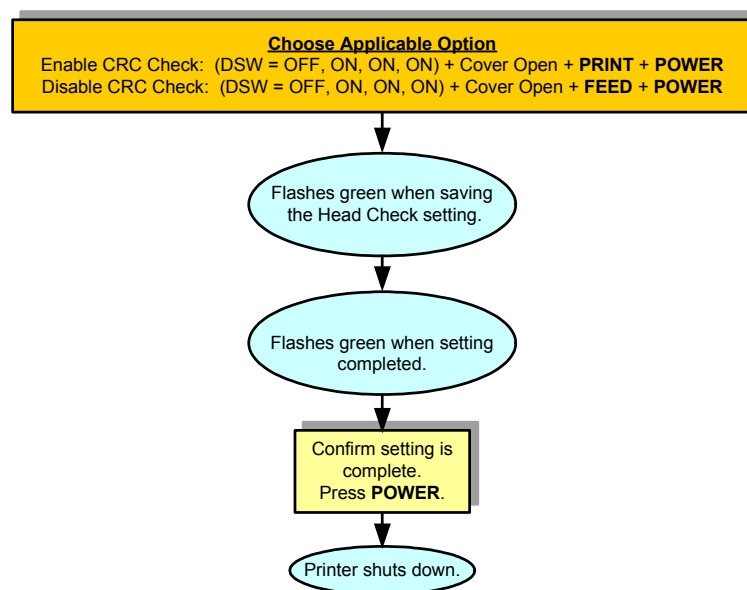 Choose Applicable Option
Enable CRC Check:  (DSW = OFF, ON, ON, ON) + Cover Open + PRINT + POWER
Disable CRC Check:  (DSW = OFF, ON, ON, ON) + Cover Open + FEED + POWER
Flashes green when saving
the Head Check setting.
Flashes green when setting
completed.
Confirm setting is
complete.
Press POWER.
Printer shuts down.